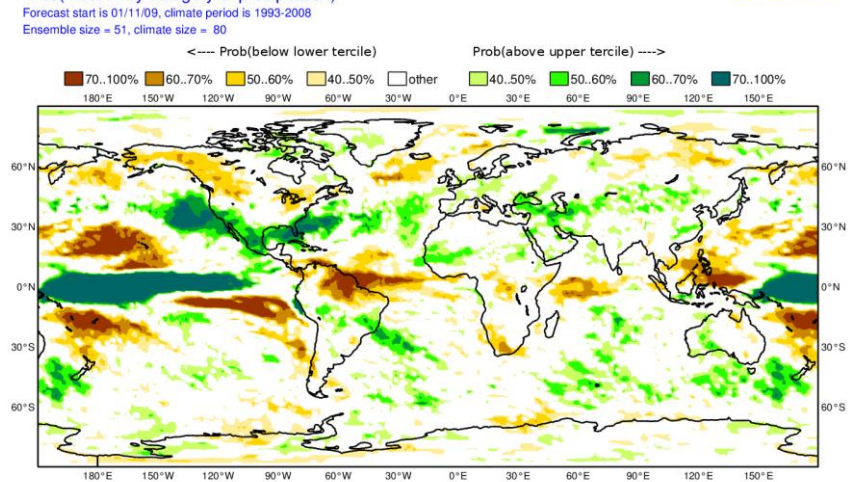 Forecast start is 01/11/09, climate period is 1993-2008
Ensemble size = 51, climate size = 80
<---- Prob(below lower tercile) Prob(above upper tercile) ---->
70..100% 60..70% 50..60% 40..50% other 40..50% 50..60% 60..70% 70..100%
180°E 150°W 120°W 90°W 60°W 30°W 0°E 30°E 60°E 90°E 120°E 150°E
60°N 60°N
30°N 30°N
0°N 0°N
30°S 30°S
60°S 60°S
180°E 150°W 120°W 90°W 60°W 30°W 0°E 30°E 60°E 90°E 120°E 150°E